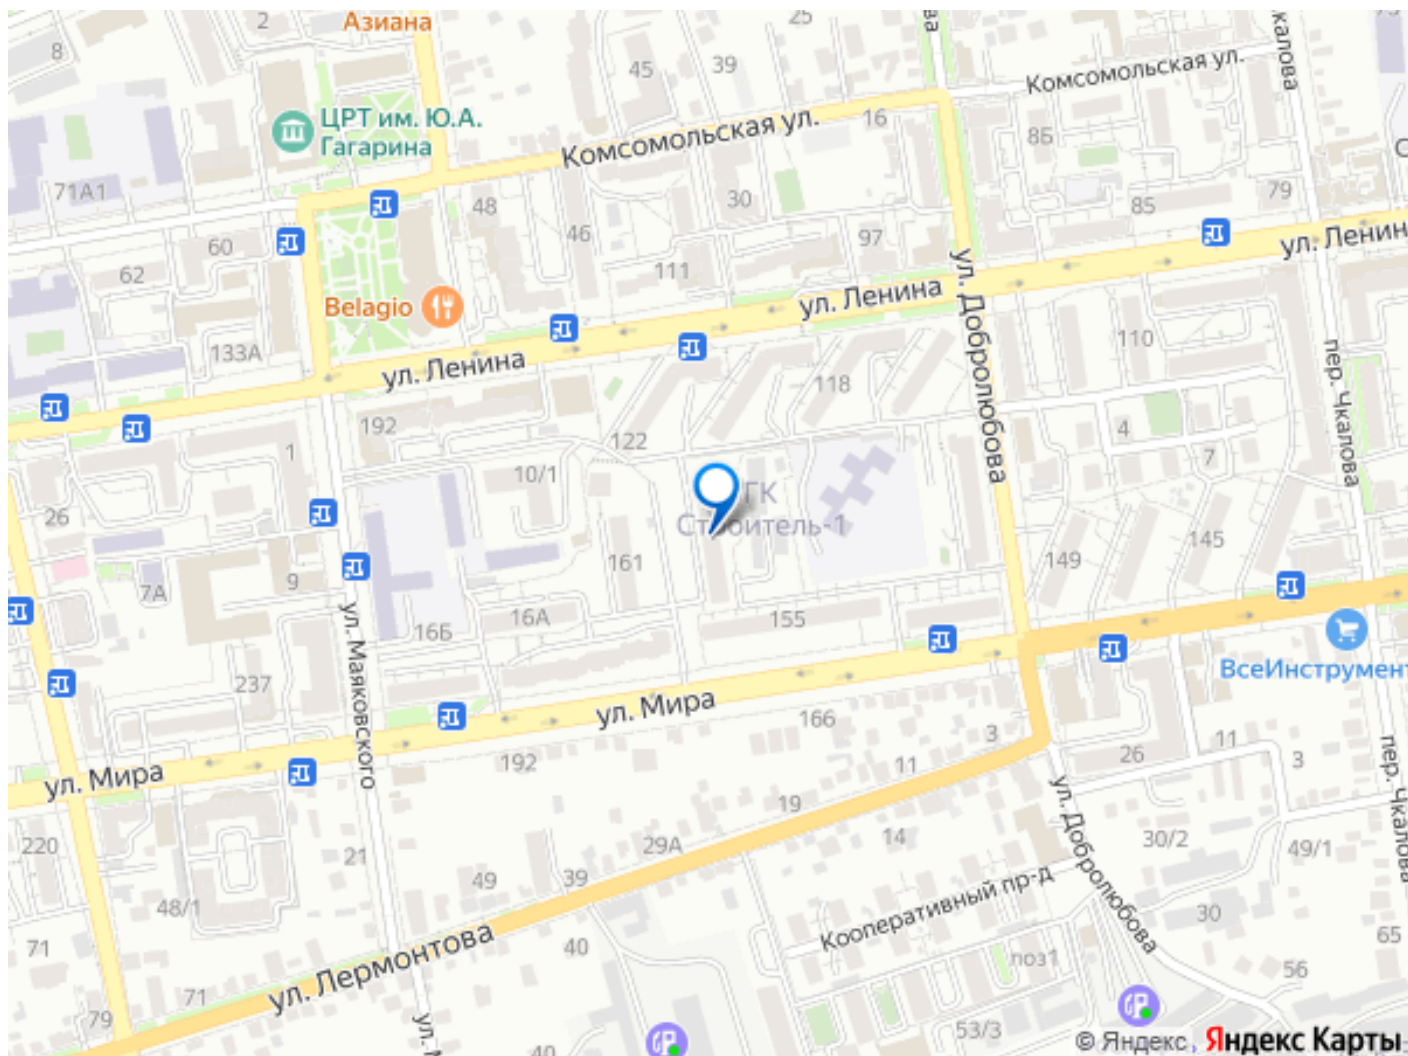 Азиана
2
25
8
45
39
Комсомольская ул.
ЦРТ им. Ю.А.
Гагарина
Комсомольская ул.
16
8Б
71А1
48
46
30
97
85
79
60
62
111
ул. Ленин
Belagio
ул. Ленина
ул. Добролюбова
133А
ул. Ленина
118
110
пер. Чкалова
192
122
1
10/1
4
7
ГК
Строитель-1
26
161
149
145
7А
9
16Б
16А
155
ул. Маяковского
237
ул. Мира
166
3
ВсеИнструмент
ул. Мира
192
11
26
11
3
пер. Чкалова
220
21
19
29А
14
ул. Добролюбова
30/2
49/1
48/1
49
39
Кооперативный пр-д
30
71
ул. Лермонтова
40
поз1
65
56
71
79
53/3
40
© Яндекс, Яндекс Карты